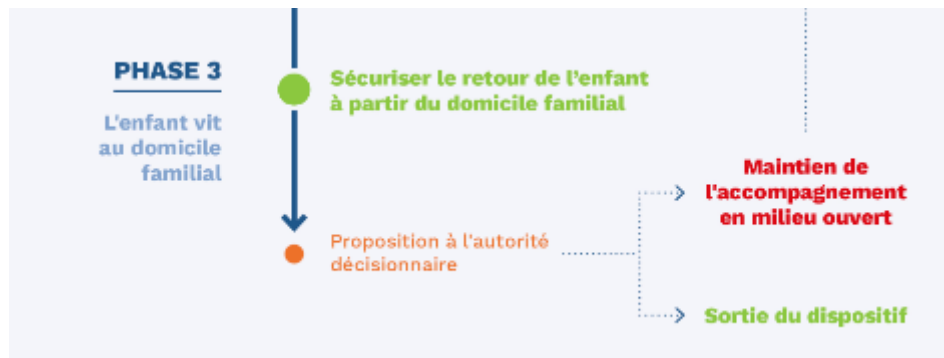 PHASE 3
L'enfant vit
au domicile
familial
Sécuriser le retour de l'enfant
à partir du domicile familial
Proposition à l'autorité
décisionnaire
Maintien de
l'accompagnement
en milieu ouvert
Sortie du dispositif